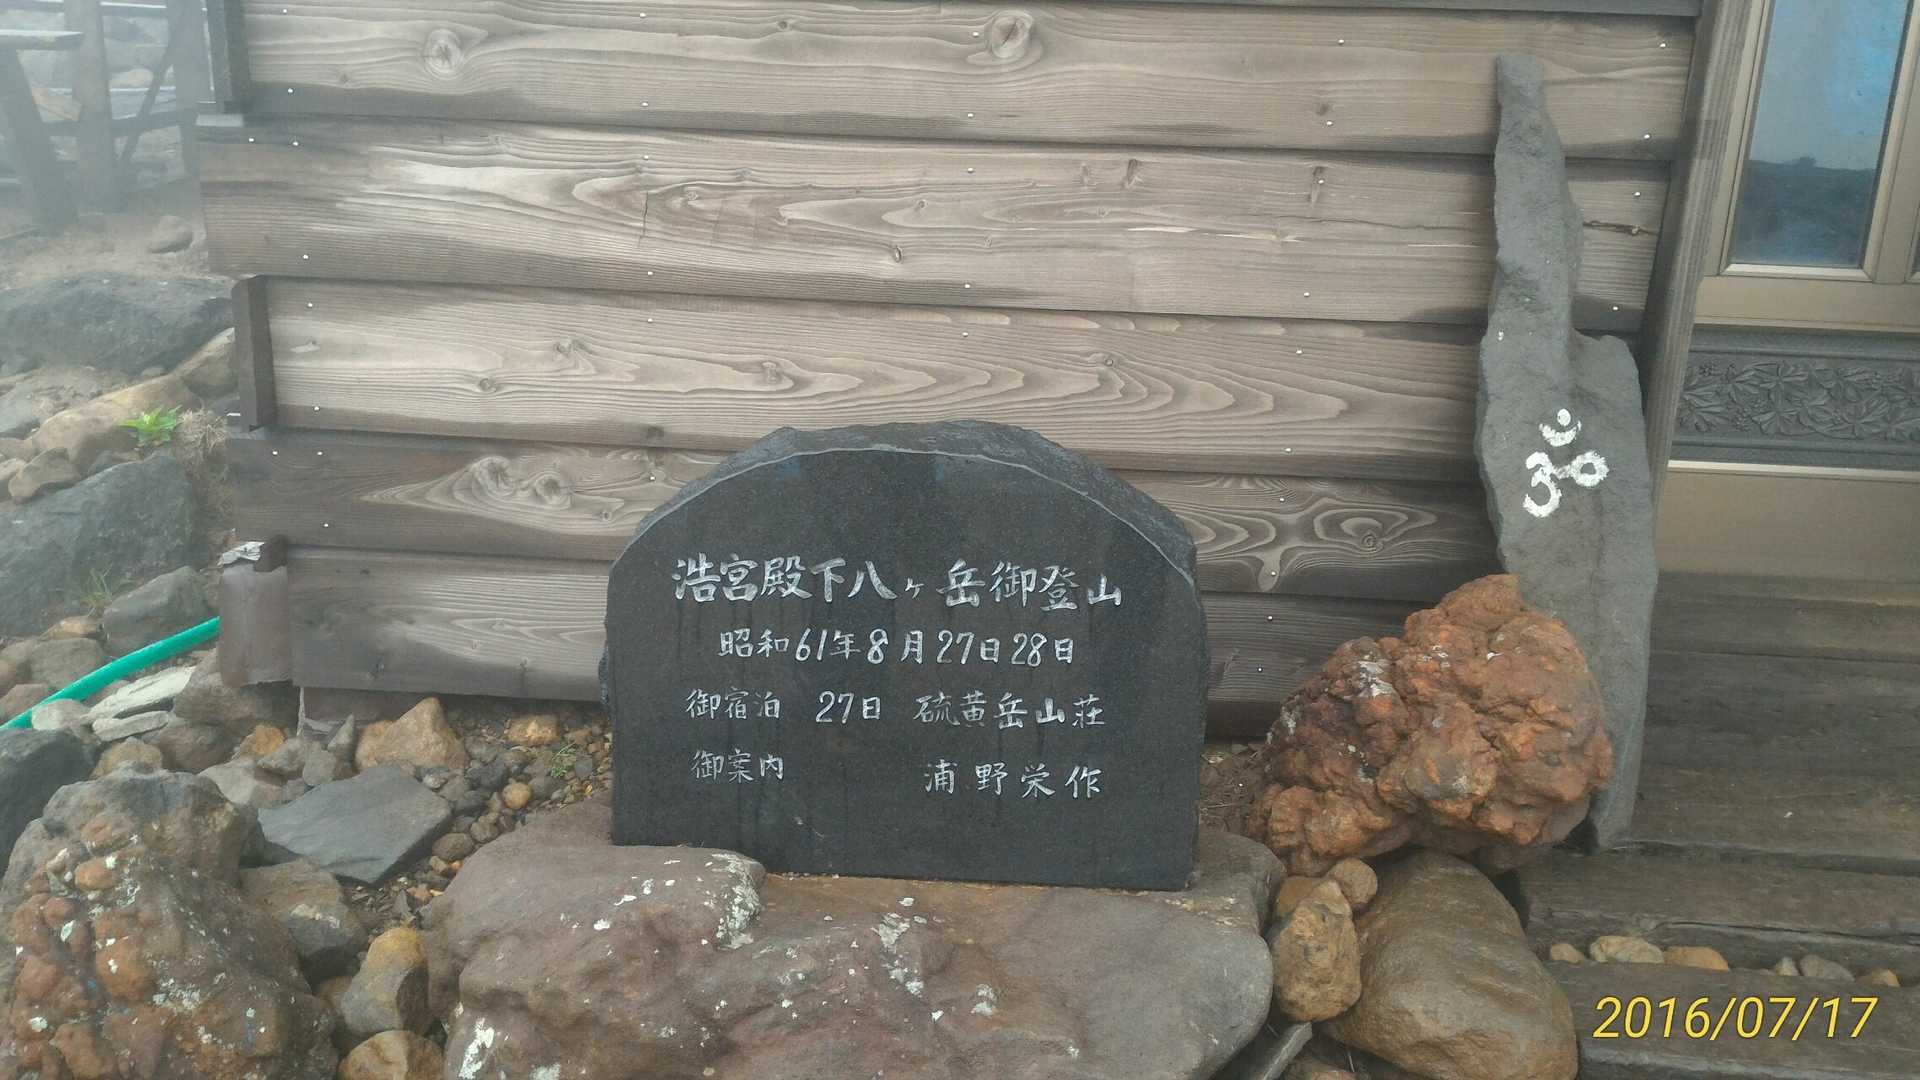 浩宮殿下八ヶ岳御登山
昭和61年8月27日28日
御宿泊 27日 硫黄岳山荘
御案内 浦野栄作
ॐ
2016/07/17